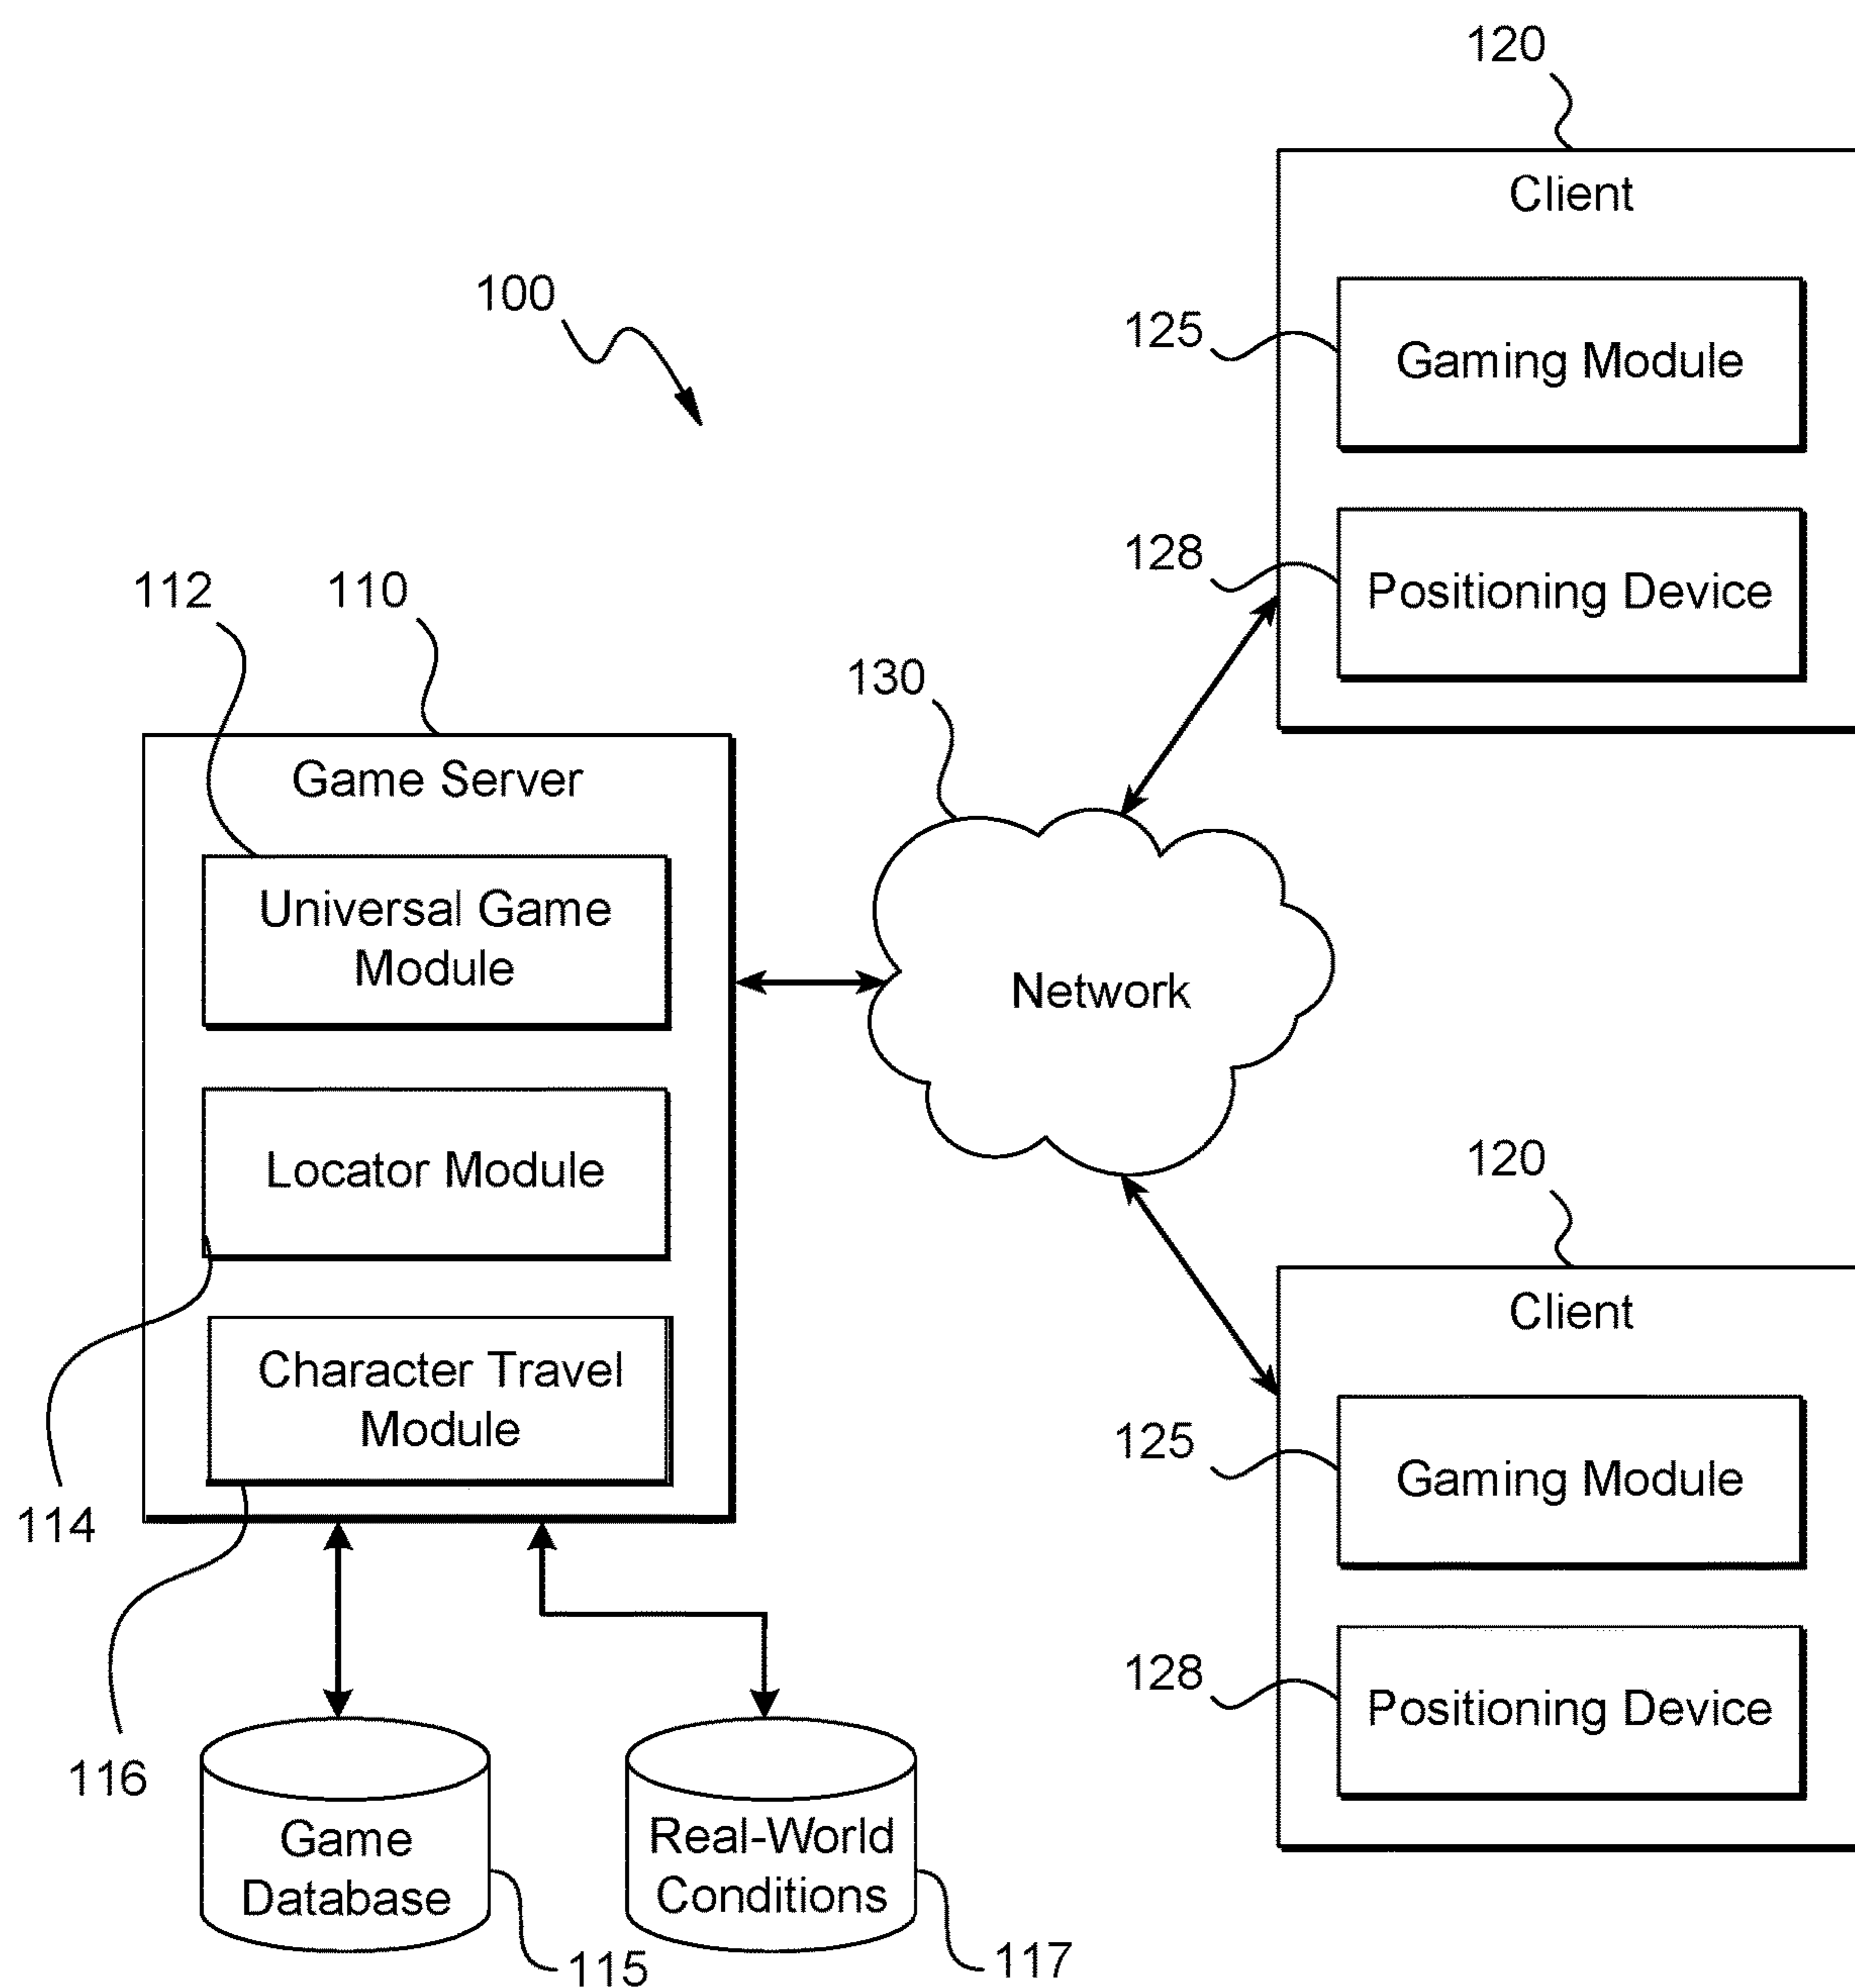 120
Client
100
125
Gaming Module
128
Positioning Device
112
110
130
Game Server
Universal Game
Module
Network
Locator Module
120
Client
Character Travel
Module
125
Gaming Module
114
128
Positioning Device
116
Game
Database
Real-World
Conditions
115
117